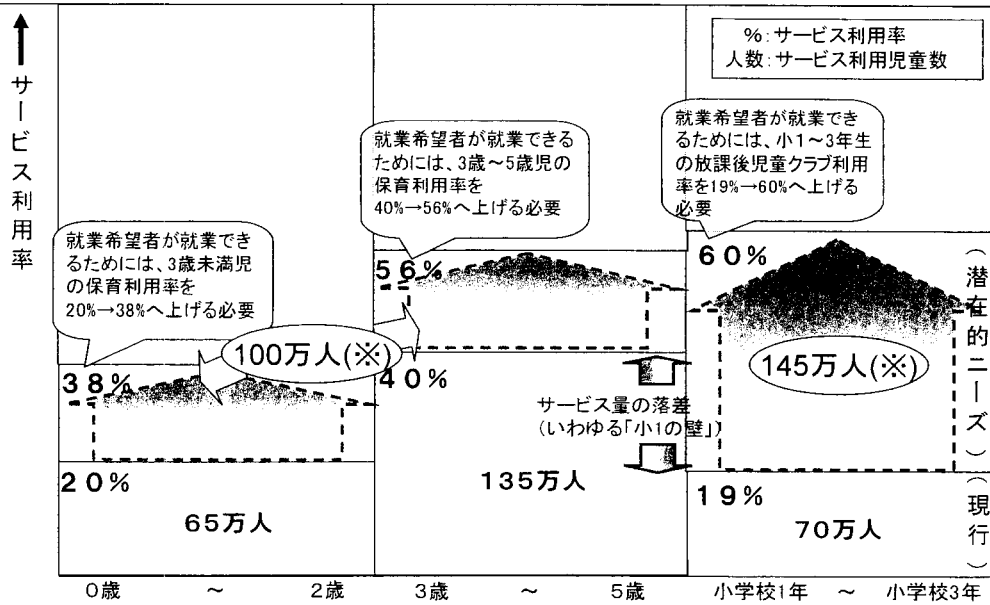 サービス利用率
%:サービス利用率
人数:サービス利用児童数
就業希望者が就業でき
るためには、3歳未満児
の保育利用率を
20%→38%へ上げる必要
就業希望者が就業できる
ためには、3歳～5歳児の
保育利用率を
40%→56%へ上げる必要
就業希望者が就業でき
るためには、小1～3年生
の放課後児童クラブ利用
率を19%→60%へ上げる
必要
38%
100万人(※)
56%
40%
60%
145万人(※)
サービス量の落差
(いわゆる「小1の壁」)
20%
65万人
135万人
19%
70万人
(潜在的ニーズ)
(現行)
0歳 ～ 2歳
3歳 ～ 5歳
小学校1年 ～ 小学校3年